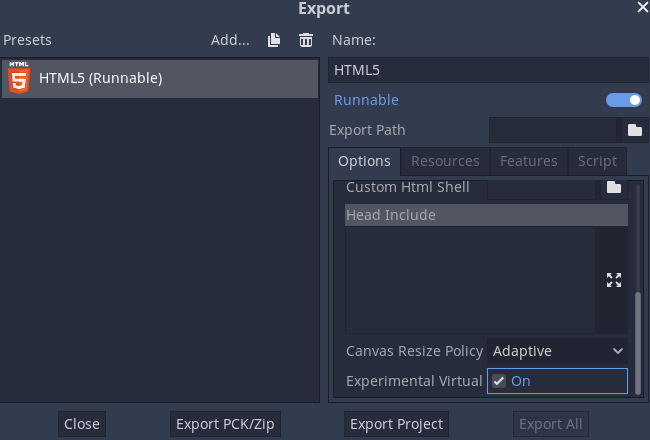 Export
Presets
Add...
Name:
HTML
5
HTML5 (Runnable)
HTML5
Runnable
Export Path
Options
Resources
Features
Script
Custom Html Shell
Head Include
Canvas Resize Policy
Adaptive
Experimental Virtual
On
Close
Export PCK/Zip
Export Project
Export All